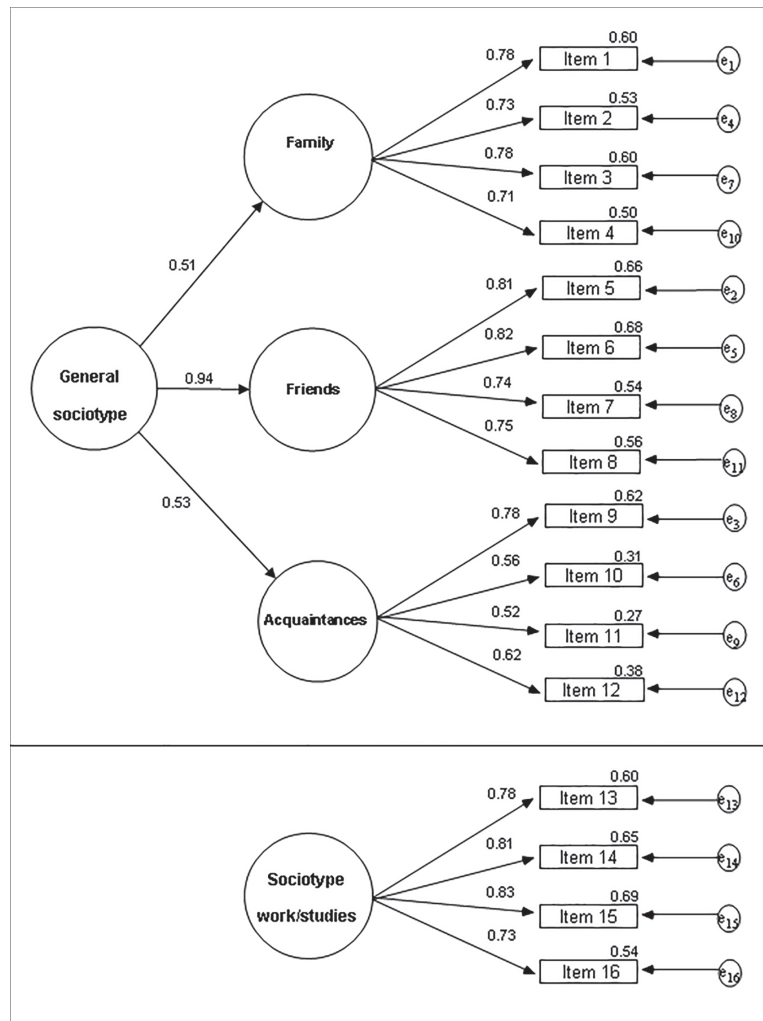 0.60
0.78
Item 1
e1
0.53
0.73
Item 2
e4
Family
0.60
0.78
Item 3
e7
0.71
0.50
Item 4
e10
0.51
0.66
0.81
Item 5
e2
0.68
0.82
Item 6
e5
General
sociotype
0.94
Friends
0.54
0.74
Item 7
e8
0.75
0.56
Item 8
e11
0.53
0.62
0.78
Item 9
e3
0.56
0.31
Item 10
e6
Acquaintances
0.52
0.27
Item 11
e9
0.62
0.38
Item 12
e12
0.60
0.78
Item 13
e13
0.65
0.81
Item 14
e14
Sociotype
work/studies
0.83
0.69
Item 15
e15
0.73
0.54
Item 16
e16